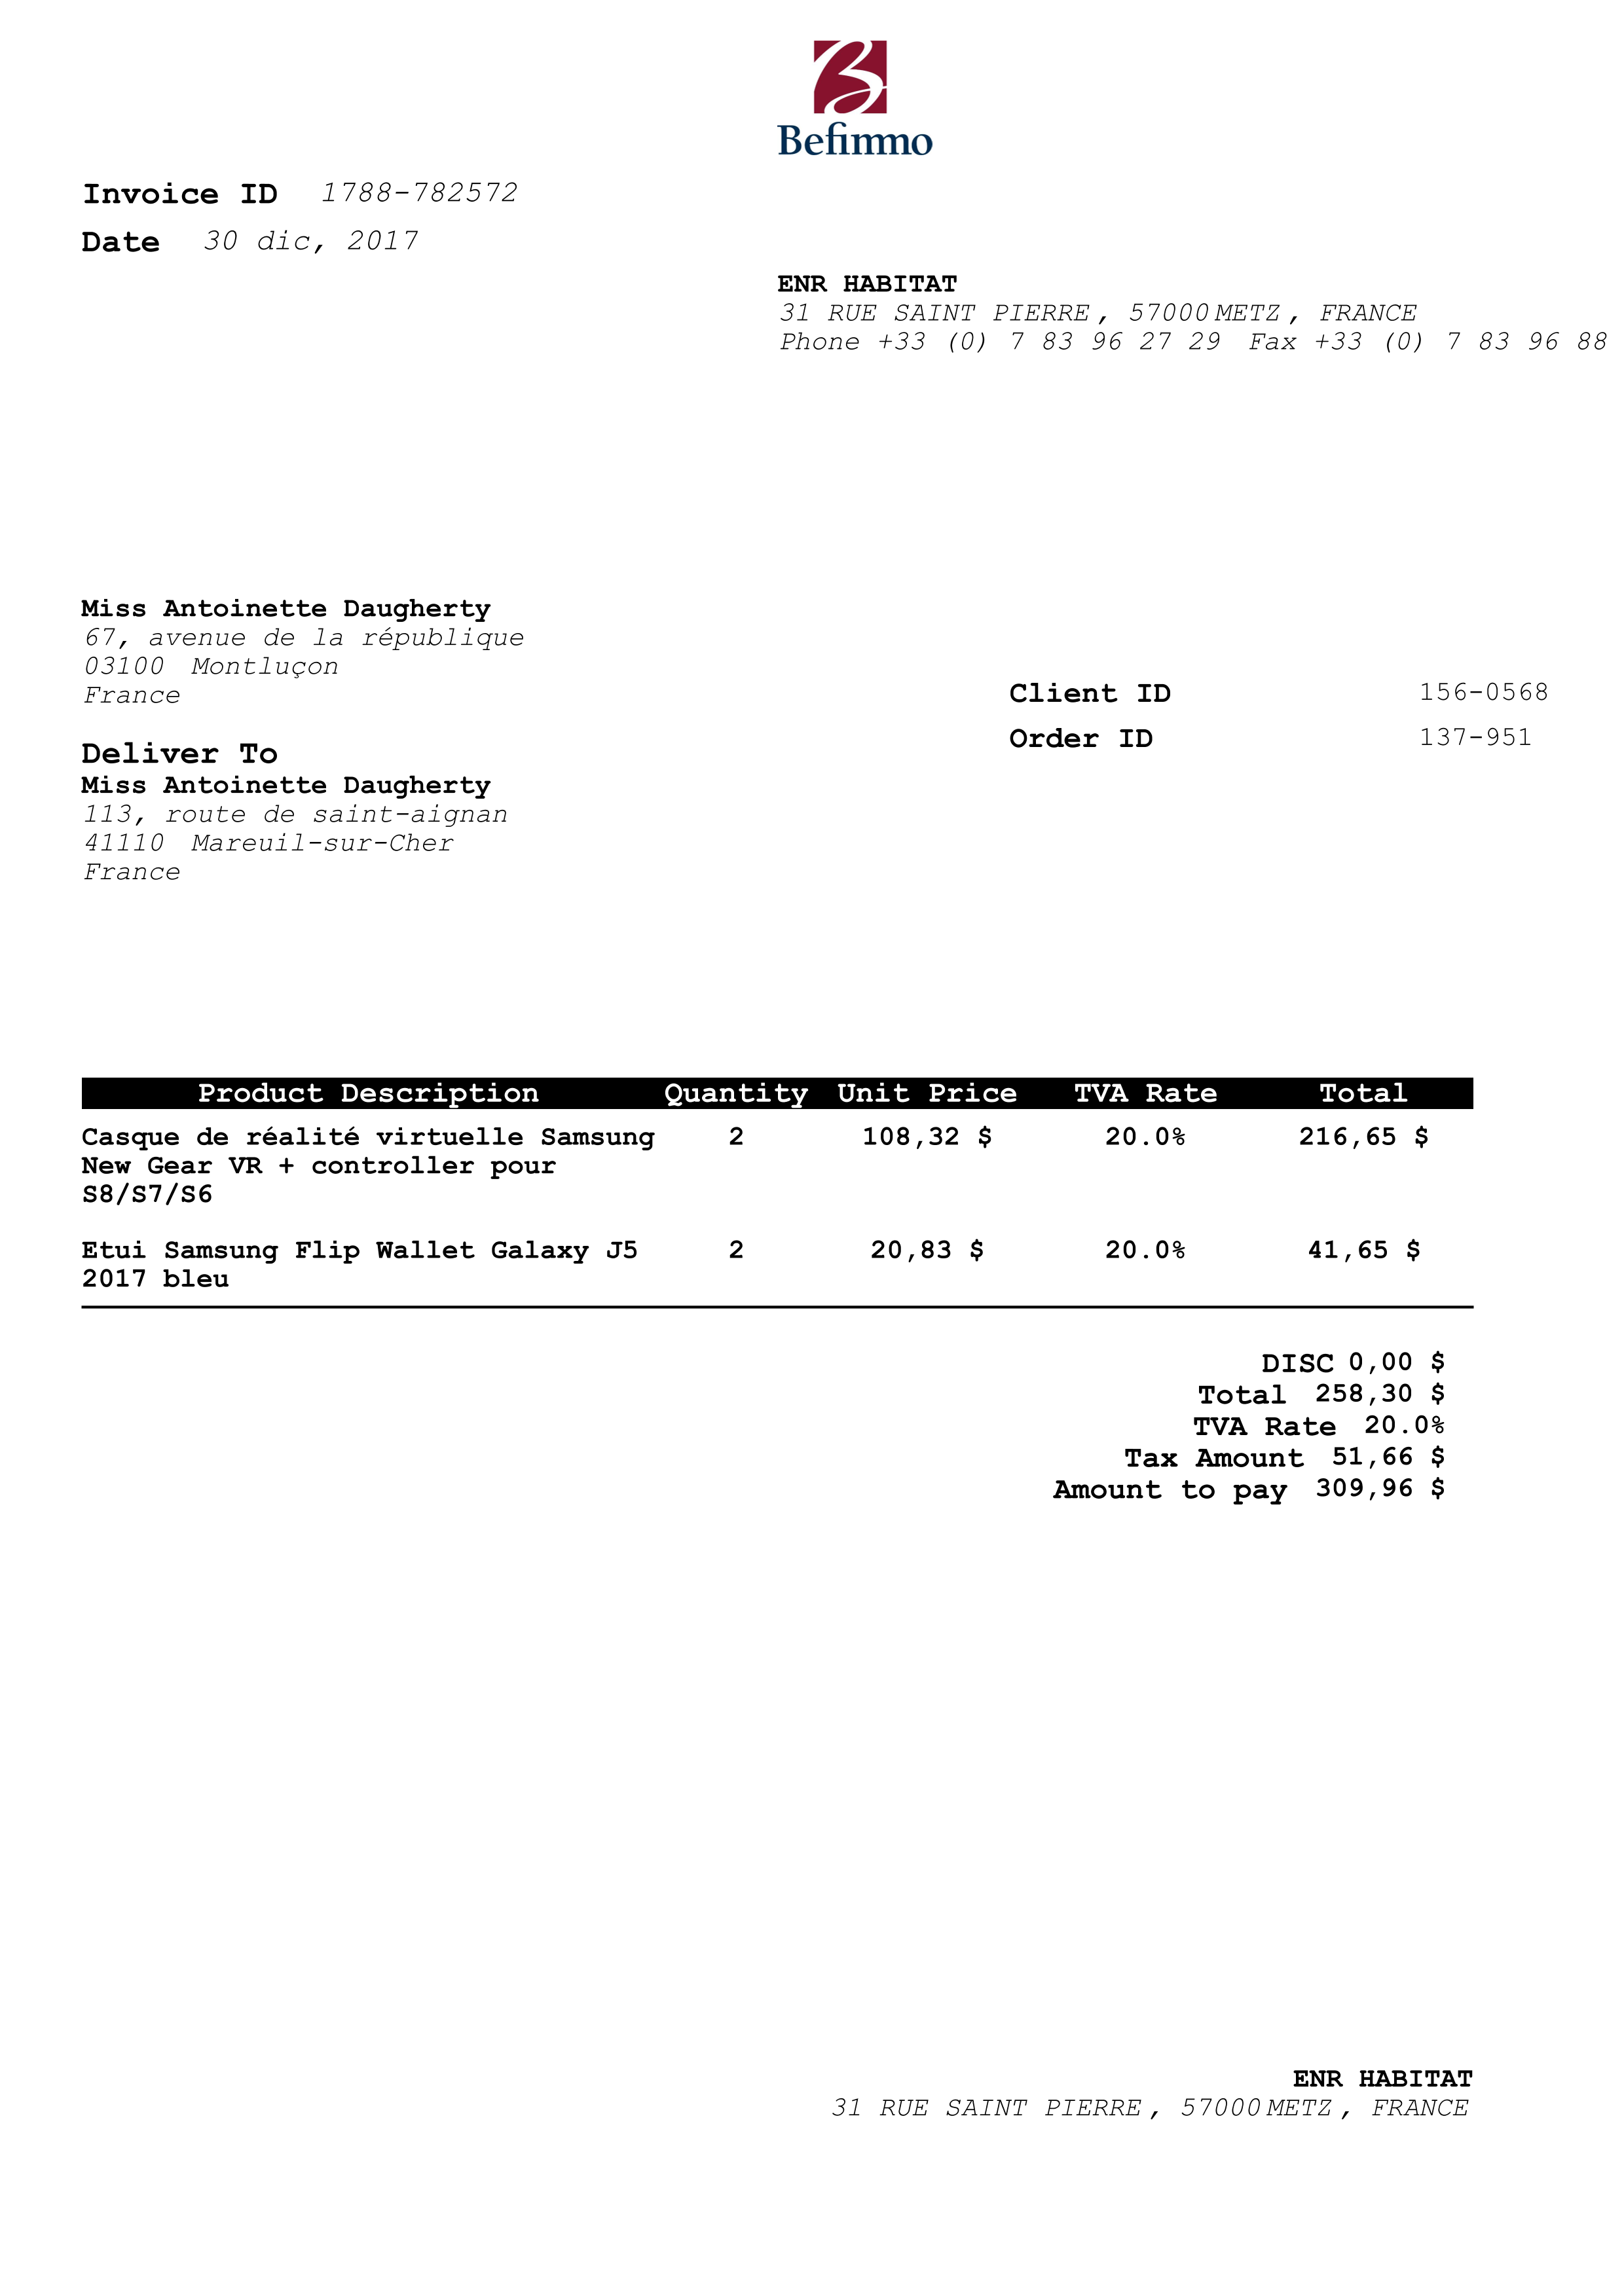 Befimmo
Invoice ID 1788-782572
Date 30 dic, 2017
ENR HABITAT
31 RUE SAINT PIERRE, 57000 METZ, FRANCE
Phone +33 (0) 7 83 96 27 29 Fax +33 (0) 7 83 96 88
Miss Antoinette Daugherty
67, avenue de la république
03100 Montluçon
France
Client ID 156-0568
Order ID 137-951
Deliver To
Miss Antoinette Daugherty
113, route de saint-aignan
41110 Mareuil-sur-Cher
France
Product Description Quantity Unit Price TVA Rate Total
Casque de réalité virtuelle Samsung 2 108,32 $ 20.0% 216,65 $
New Gear VR + controller pour
S8/S7/S6
Etui Samsung Flip Wallet Galaxy J5 2 20,83 $ 20.0% 41,65 $
2017 bleu
DISC 0,00 $
Total 258,30 $
TVA Rate 20.0%
Tax Amount 51,66 $
Amount to pay 309,96 $
ENR HABITAT
31 RUE SAINT PIERRE, 57000 METZ, FRANCE